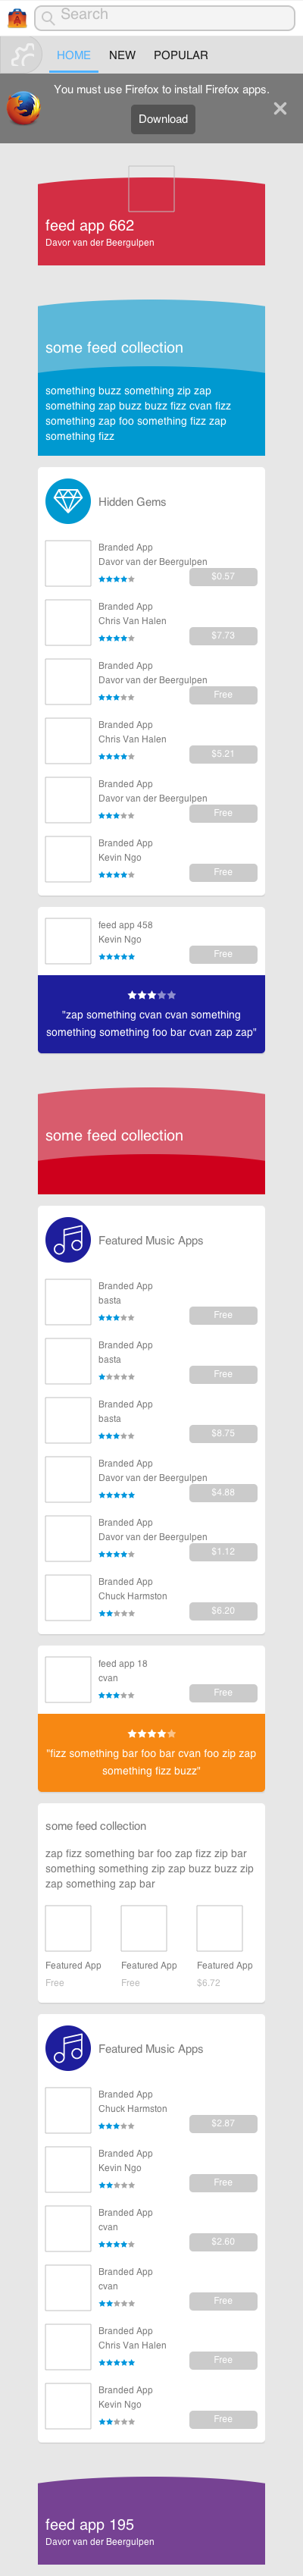 Search
HOME
NEW
POPULAR
You must use Firefox to install Firefox apps.
Download
feed app 662
Davor van der Beergulpen
some feed collection
something buzz something zip zap
something zap buzz buzz fizz cvan fizz
something zap foo something fizz zap
something fizz
Hidden Gems
Branded App
Davor van der Beergulpen
$0.57
Branded App
Chris Van Halen
$7.73
Branded App
Davor van der Beergulpen
Free
Branded App
Chris Van Halen
$5.21
Branded App
Davor van der Beergulpen
Free
Branded App
Kevin Ngo
Free
feed app 458
Kevin Ngo
Free
"zap something cvan cvan something
something something foo bar cvan zap zap"
some feed collection
Featured Music Apps
Branded App
basta
Free
Branded App
basta
Free
Branded App
basta
$8.75
Branded App
Davor van der Beergulpen
$4.88
Branded App
Davor van der Beergulpen
$1.12
Branded App
Chuck Harmston
$6.20
feed app 18
cvan
Free
"fizz something bar foo bar cvan foo zip zap
something fizz buzz"
some feed collection
zap fizz something bar foo zap fizz zip bar
something something zip zap buzz buzz zip
zap something zap bar
Featured App
Featured App
Featured App
Free
Free
$6.72
Featured Music Apps
Branded App
Chuck Harmston
$2.87
Branded App
Kevin Ngo
Free
Branded App
cvan
$2.60
Branded App
cvan
Free
Branded App
Chris Van Halen
Free
Branded App
Kevin Ngo
Free
feed app 195
Davor van der Beergulpen